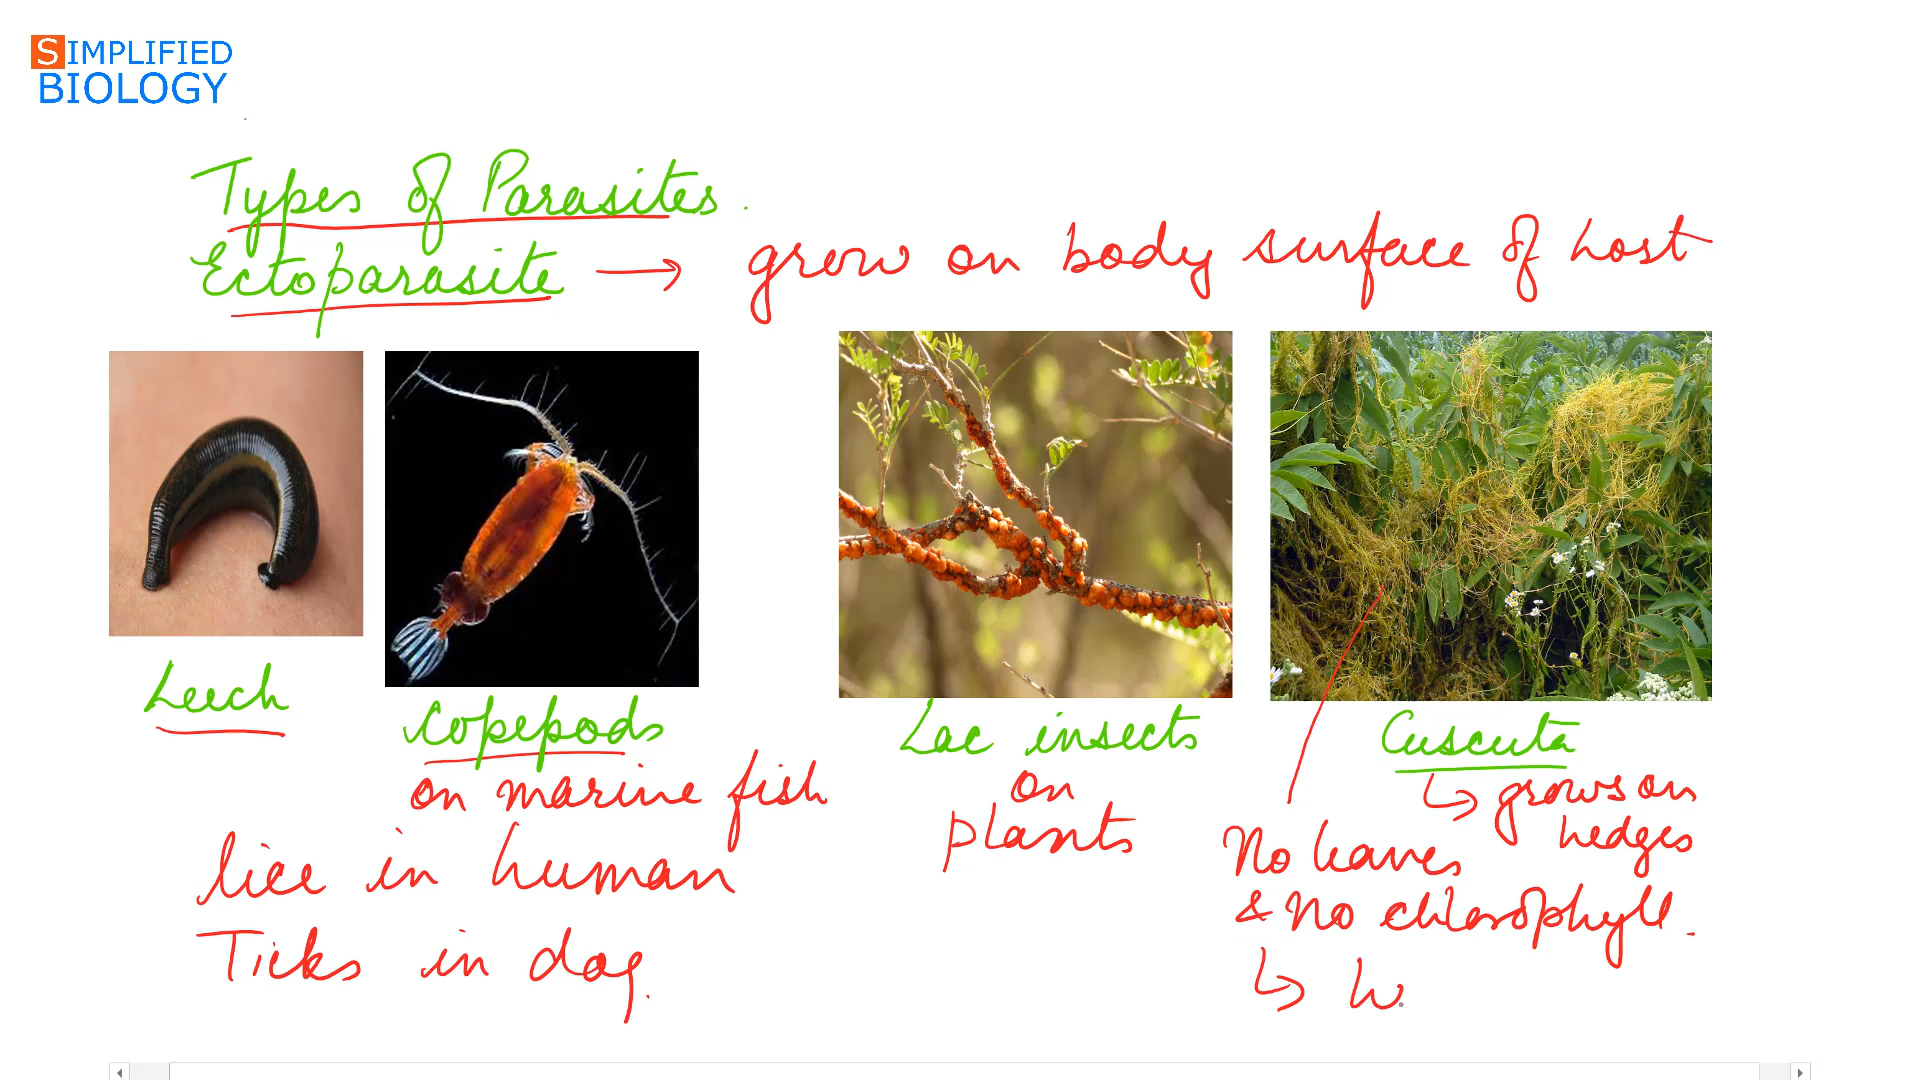 SIMPLIFIED
BIOLOGY
Types of Parasites.
Ectoparasite → grow on body surface of host
Leech
Copepods
on marine fish
lice in human
Ticks in dog.
Lac insects
on
plants
Cuscuta
↳ grows on
hedges
No leaves
& No chlorophyll.
↳